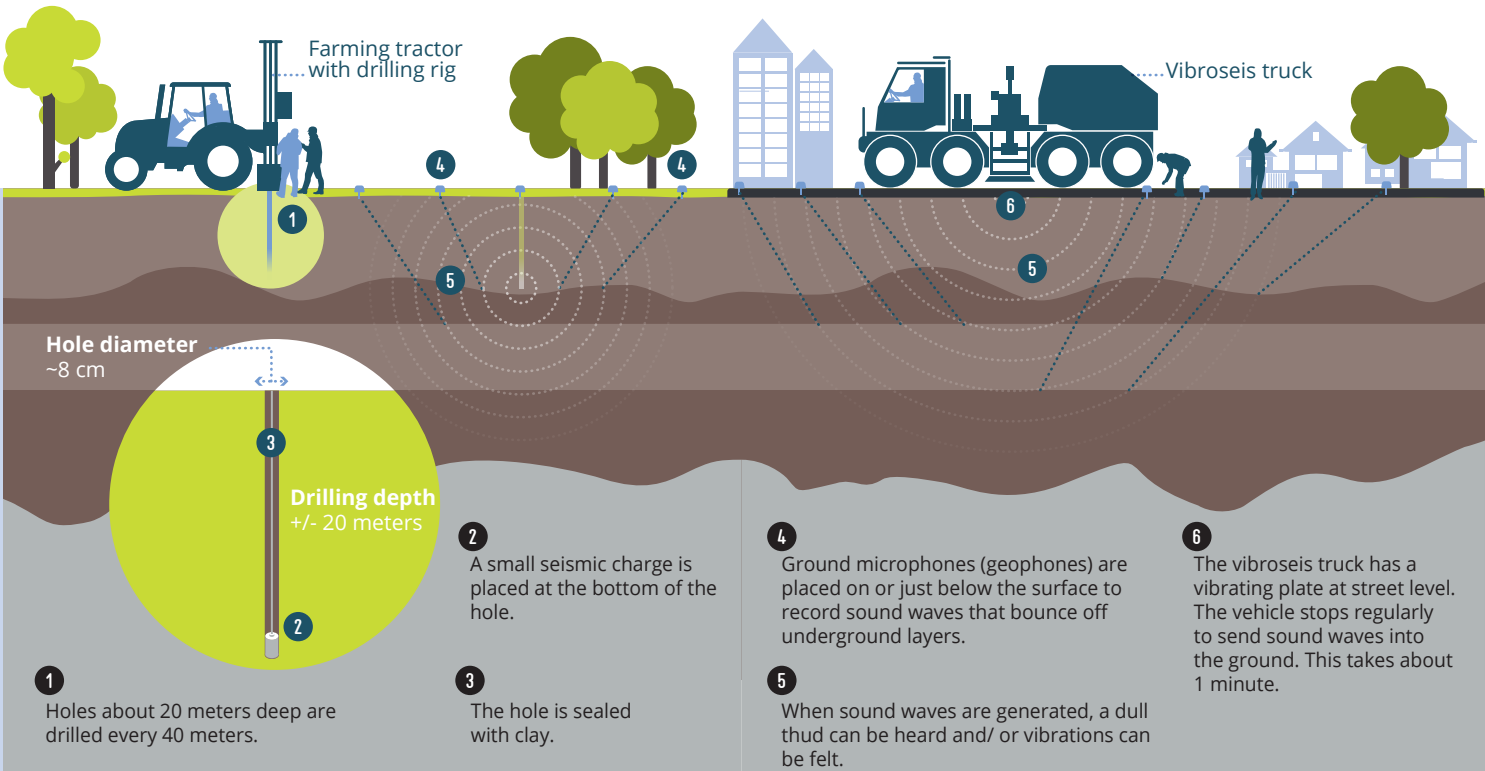 Farming tractor
with drilling rig
Vibroseis truck
4
4
1
6
5
5
Hole diameter
~8 cm
3
Drilling depth
+/- 20 meters
2
1
Holes about 20 meters deep are
drilled every 40 meters.
2
A small seismic charge is
placed at the bottom of the
hole.
3
The hole is sealed
with clay.
4
Ground microphones (geophones) are
placed on or just below the surface to
record sound waves that bounce off
underground layers.
5
When sound waves are generated, a dull
thud can be heard and/ or vibrations can
be felt.
6
The vibroseis truck has a
vibrating plate at street level.
The vehicle stops regularly
to send sound waves into
the ground. This takes about
1 minute.